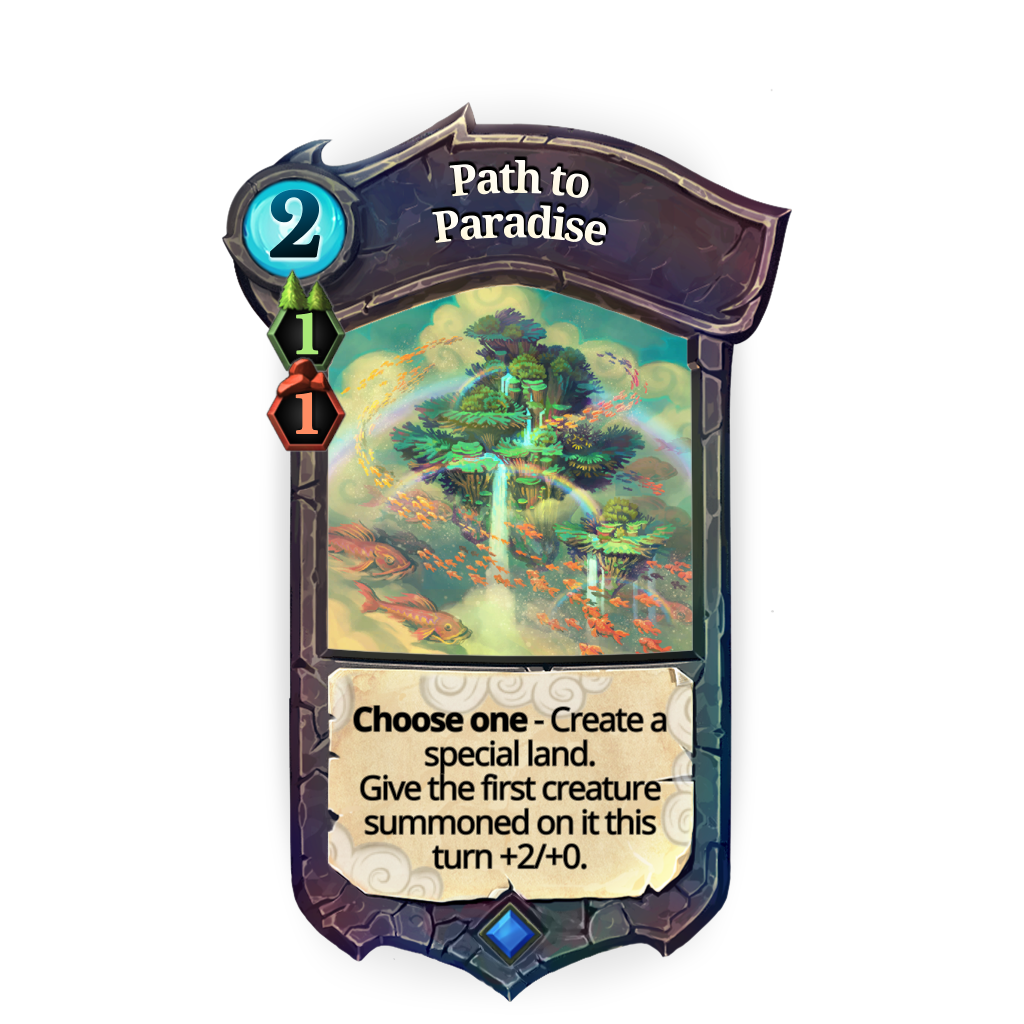 Path to
Paradise
2
1
1
Choose one - Create a
special land.
Give the first creature
summoned on it this
turn +2/+0.